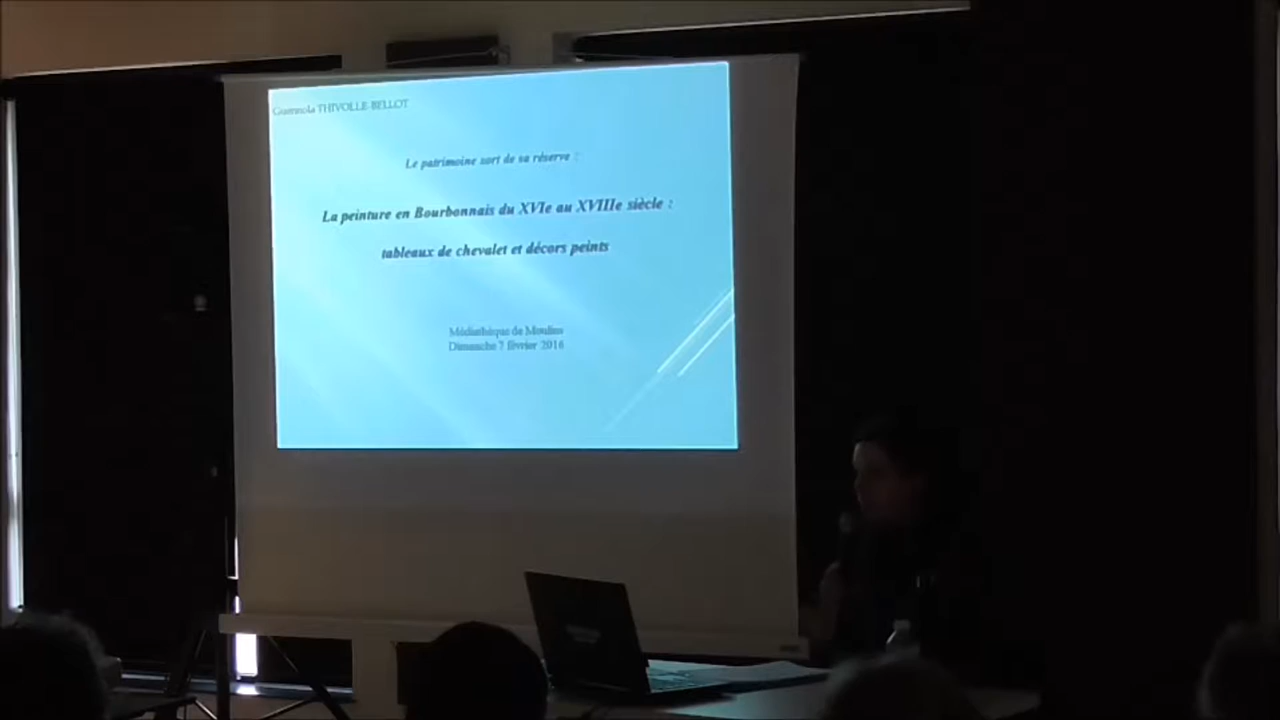 Guennola THIVOLLE-BELLOT
Le patrimoine sort de sa réserve :
La peinture en Bourbonnais du XVIe au XVIIIe siècle :
tableaux de chevalet et décors peints
Médiathèque de Moulins
Dimanche 7 février 2016